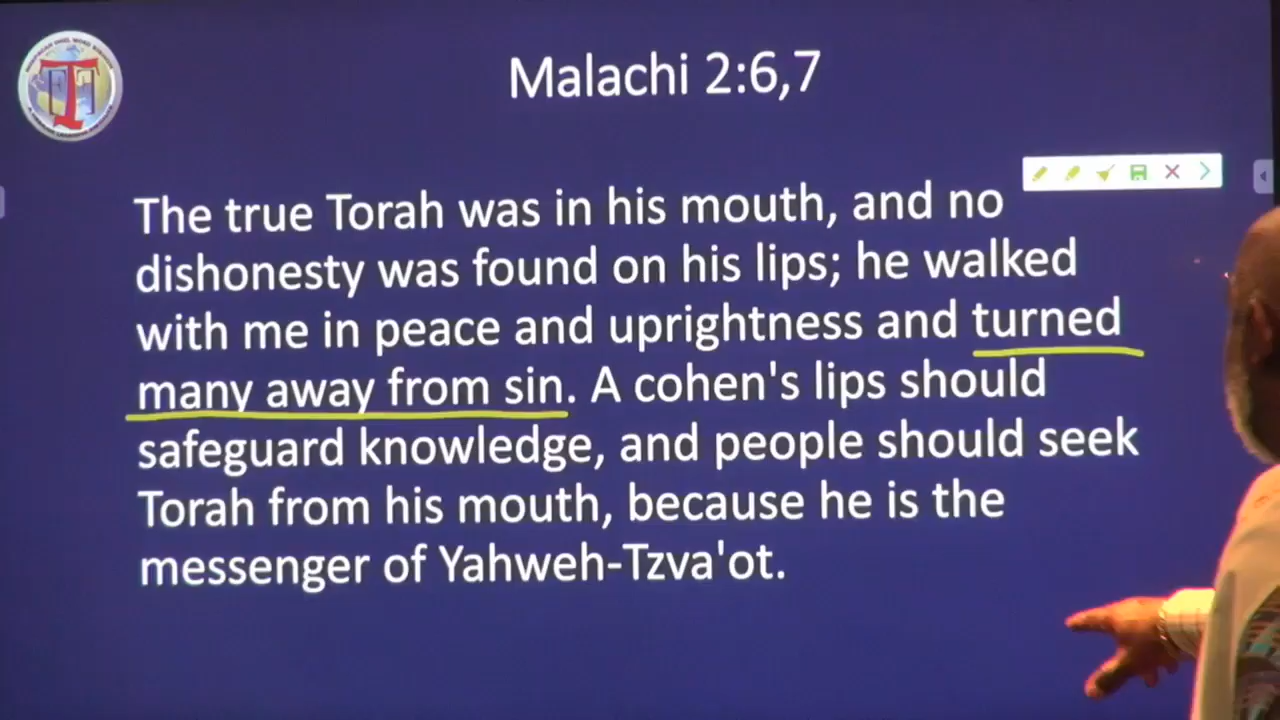 Malachi 2:6,7
The true Torah was in his mouth, and no
dishonesty was found on his lips; he walked
with me in peace and uprightness and turned
many away from sin. A cohen's lips should
safeguard knowledge, and people should seek
Torah from his mouth, because he is the
messenger of Yahweh-Tzva'ot.